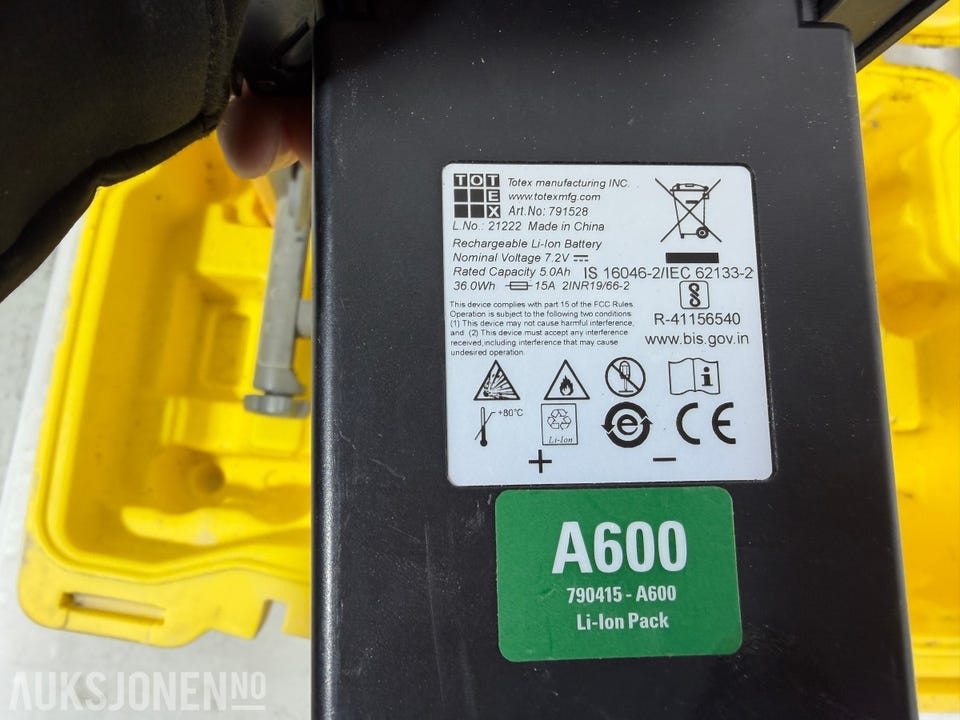 TOT
E
X
Totex manufacturing INC.
www.totexmfg.com
Art.No: 791528
L.No.: 21222 Made in China
Rechargeable Li-Ion Battery
Nominal Voltage 7.2V
Rated Capacity 5.0Ah IS 16046-2/IEC 62133-2
36.0Wh 15A 2INR19/66-2
R-41156540
www.bis.gov.in
This device complies with part 15 of the FCC Rules
Operation is subject to the following two conditions:
(1) This device may not cause harmful interference,
and (2) This device must accept any interference
received,including interference that may cause
undesired operation.
+80°C
Li-Ion
e
CE
+ −
A600
790415 - A600
Li-Ion Pack
AUKSJONEN.NO